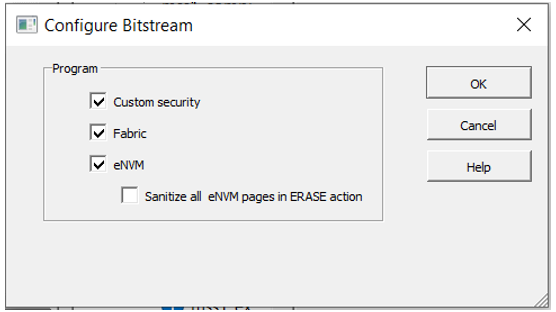 Configure Bitstream
Program
Custom security
Fabric
eNVM
Sanitize all eNVM pages in ERASE action
OK
Cancel
Help